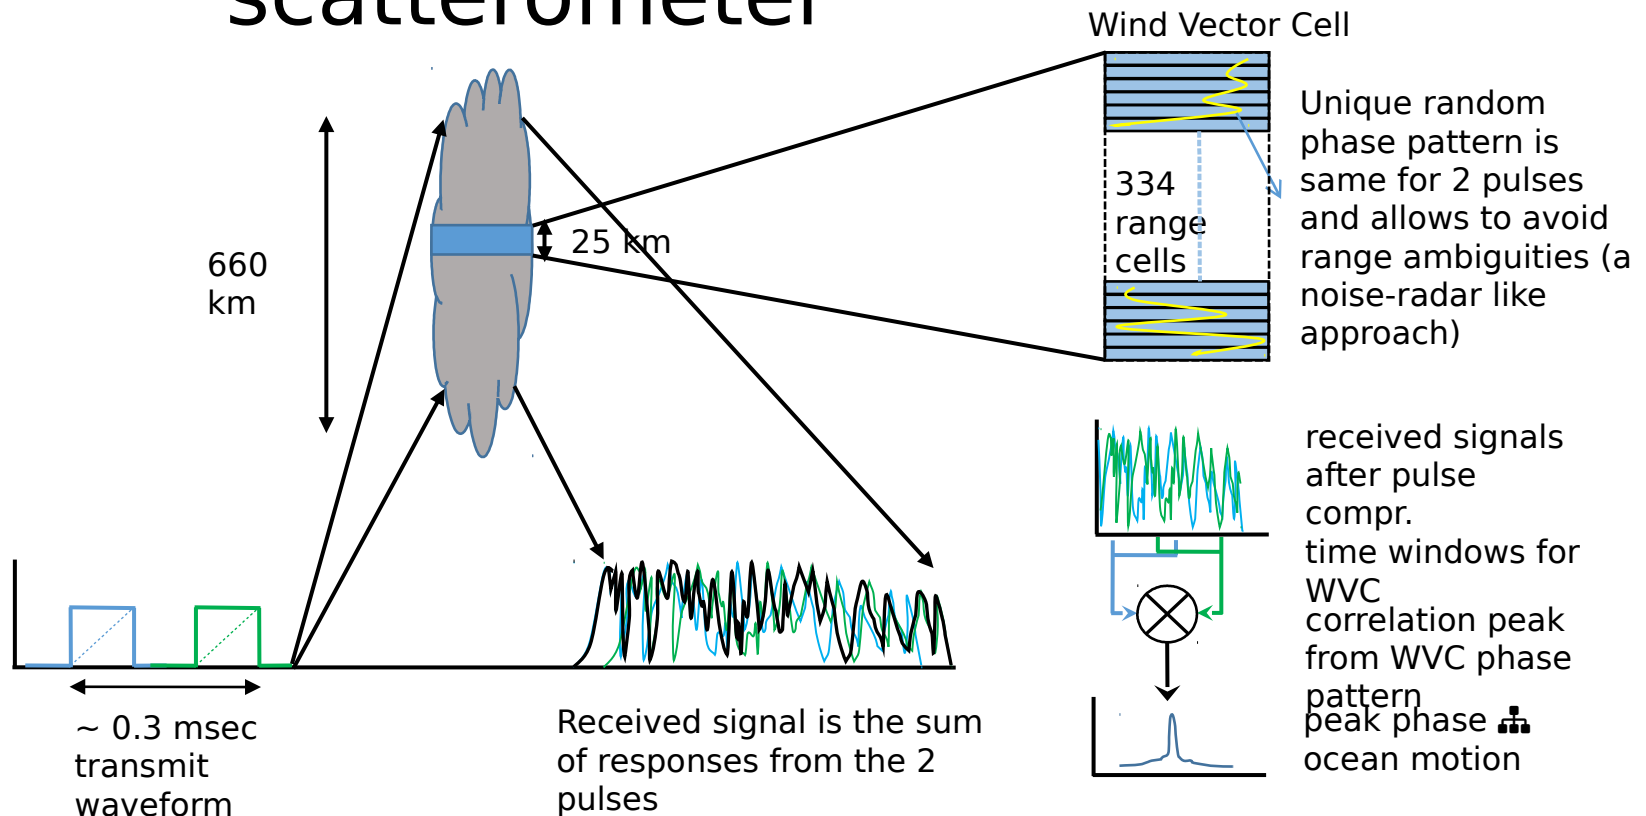 scatterometer
Wind Vector Cell
Unique random
phase pattern is
same for 2 pulses
and allows to avoid
range ambiguities (a
noise-radar like
approach)
334
range
cells
25 km
660
km
received signals
after pulse
compr.
time windows for
WVC
correlation peak
from WVC phase
pattern
peak phase
ocean motion
~ 0.3 msec
transmit
waveform
Received signal is the sum
of responses from the 2
pulses